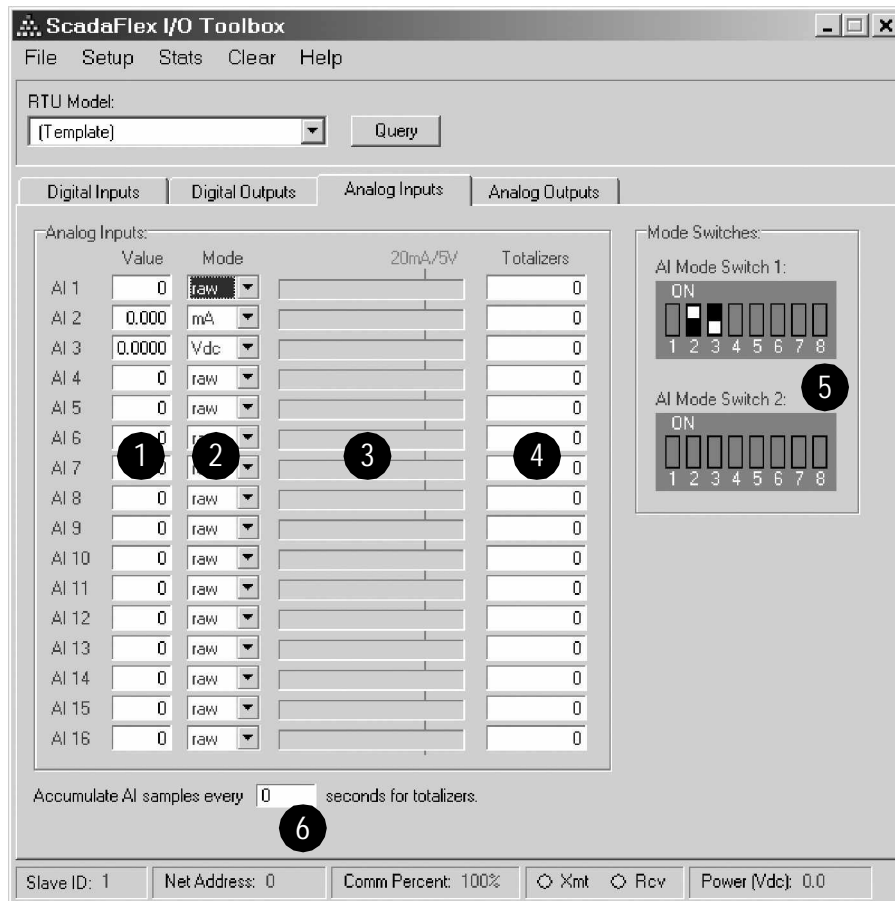 ScadaFlex I/O Toolbox
File Setup Stats Clear Help
RTU Model:
(Template) Query
Digital Inputs Digital Outputs Analog Inputs Analog Outputs
Analog Inputs:
Value Mode 20mA/5V Totalizers
AI 1 0 raw 0
AI 2 0.000 mA 0
AI 3 0.0000 Vdc 0
AI 4 0 raw 0
AI 5 0 raw 0
AI 6 0 0
AI 7 0 0
AI 8 0 raw 0
AI 9 0 raw 0
AI 10 0 raw 0
AI 11 0 raw 0
AI 12 0 raw 0
AI 13 0 raw 0
AI 14 0 raw 0
AI 15 0 raw 0
AI 16 0 raw 0
1 2 3 4
Accumulate AI samples every 0 seconds for totalizers.
6
Mode Switches:
AI Mode Switch 1:
ON
1 2 3 4 5 6 7 8
5
AI Mode Switch 2:
ON
1 2 3 4 5 6 7 8
Slave ID: 1 Net Address: 0 Comm Percent: 100% Xmt Rcv Power (Vdc): 0.0